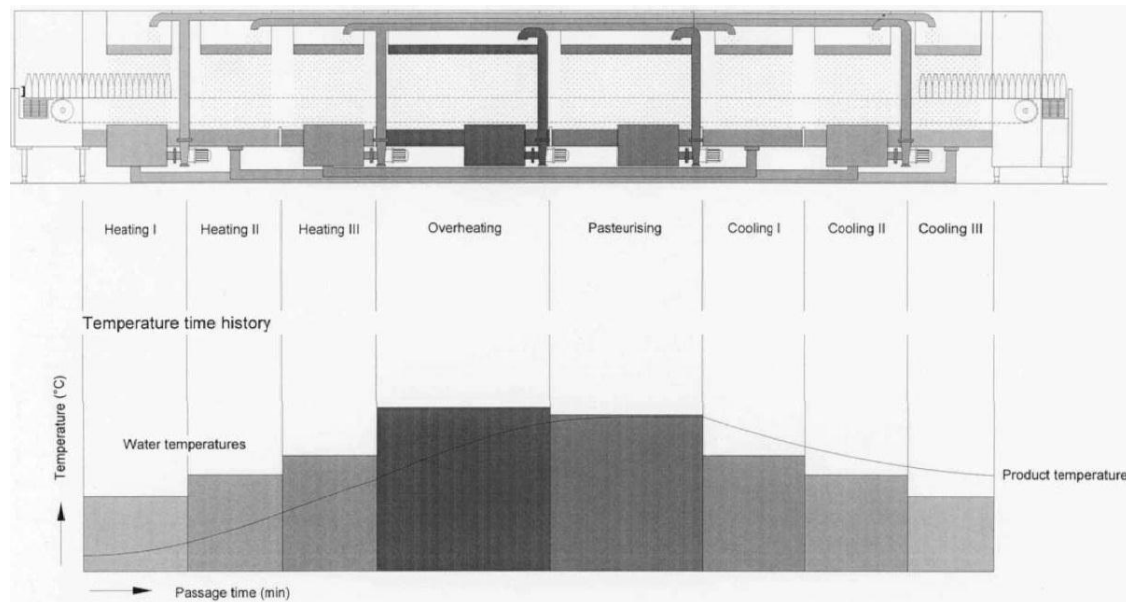 Heating I
Heating II
Heating III
Overheating
Pasteurising
Cooling I
Cooling II
Cooling III
Temperature time history
Temperature (°C)
Water temperatures
Product temperature
Passage time (min)